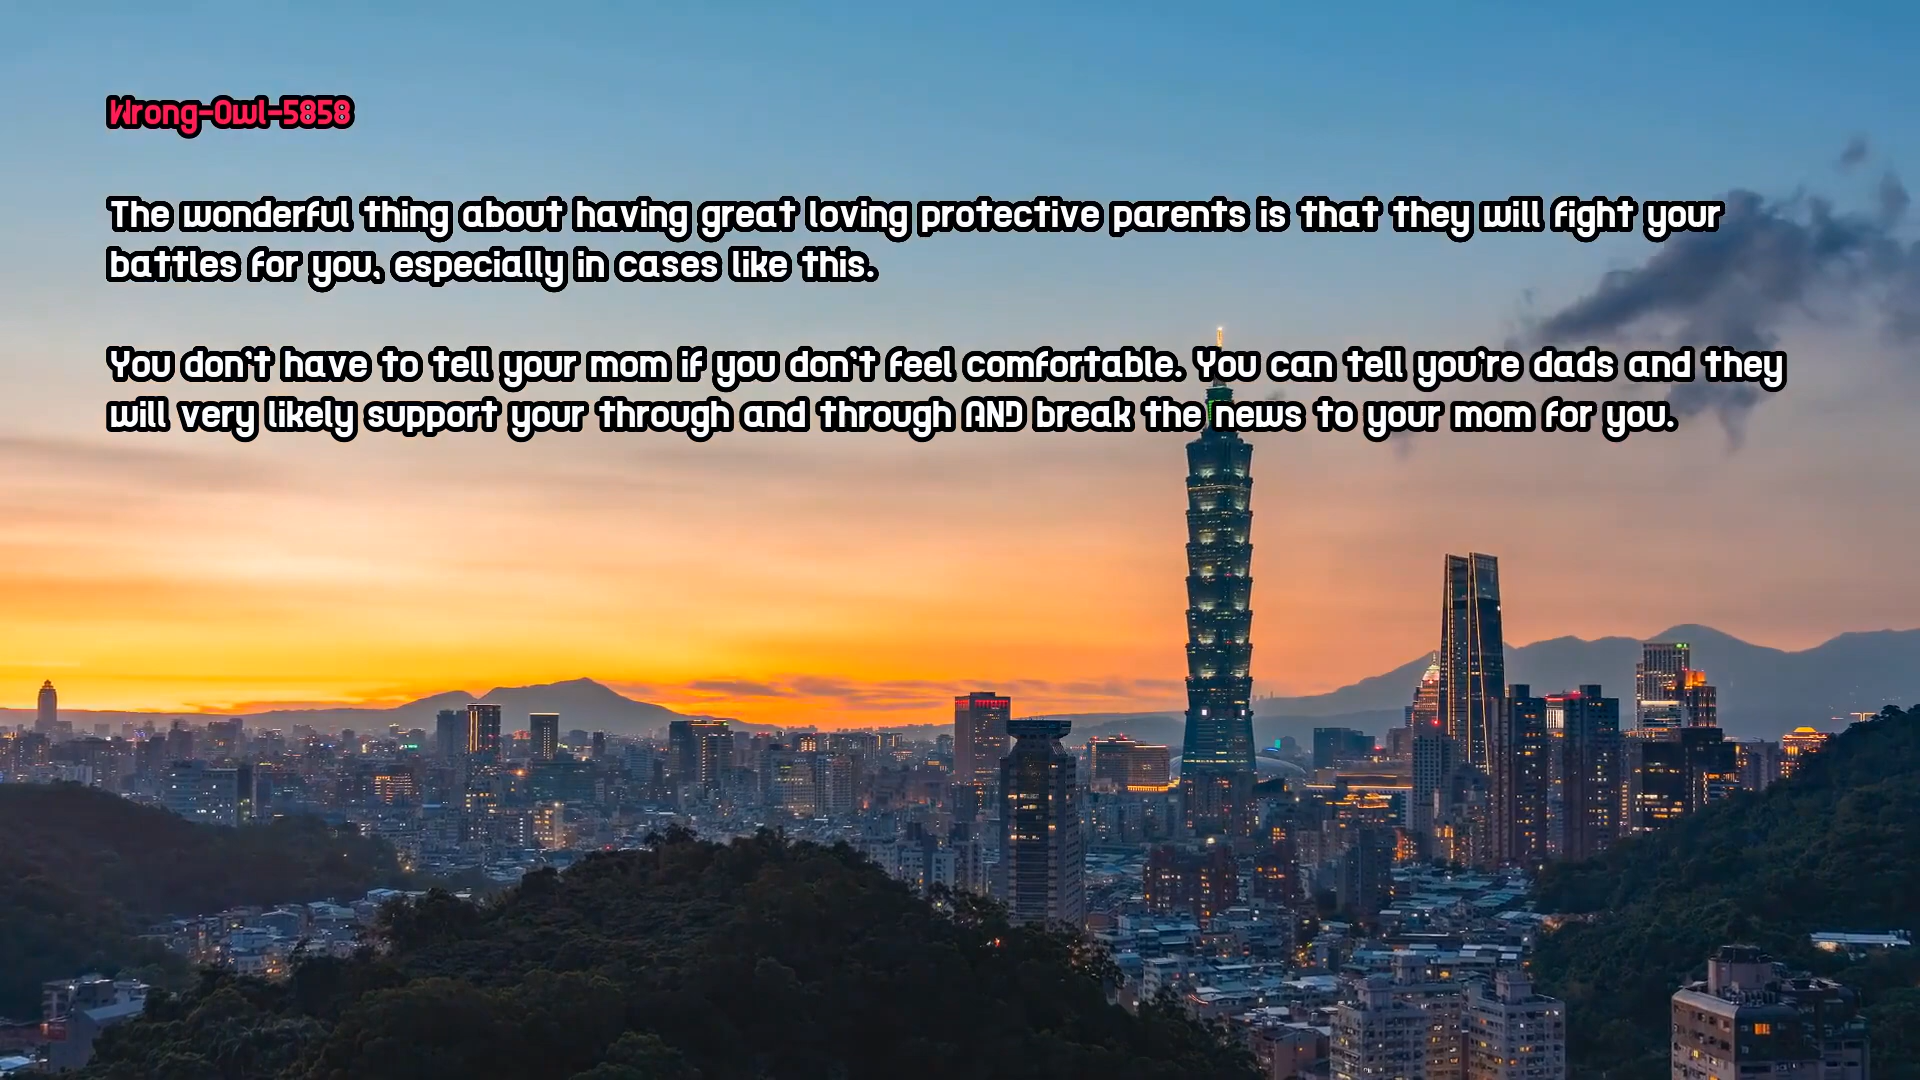 Wrong-Owl-5858
The wonderful thing about having great loving protective parents is that they will fight your
battles for you, especially in cases like this.
You don't have to tell your mom if you don't feel comfortable. You can tell you're dads and they
will very likely support your through and through AND break the news to your mom for you.